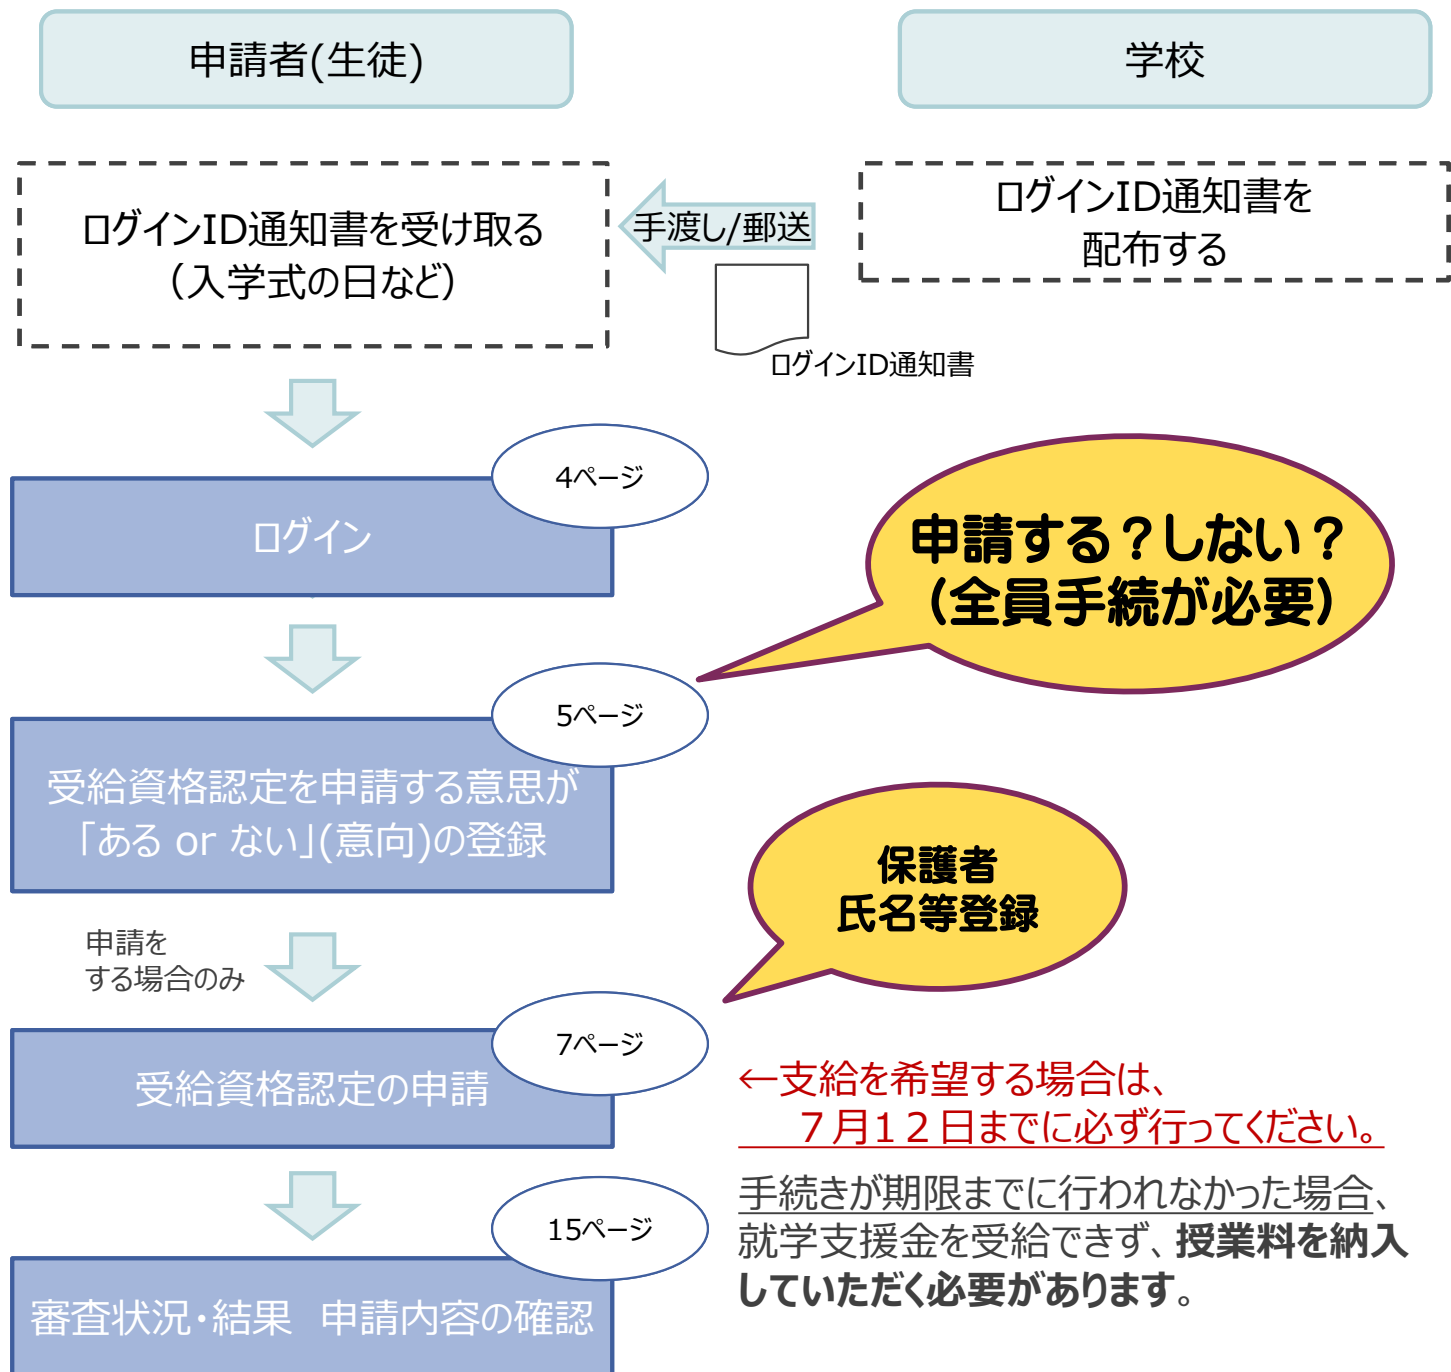 申請者(生徒)
学校
ログインID通知書を受け取る
（入学式の日など）
手渡し/郵送
ログインID通知書を
配布する
ログインID通知書
4ページ
ログイン
申請する？しない？
（全員手続が必要）
5ページ
受給資格認定を申請する意思が
「ある or ない」(意向)の登録
保護者
氏名等登録
申請を
する場合のみ
7ページ
受給資格認定の申請
←支給を希望する場合は、
７月１２日までに必ず行ってください。
手続きが期限までに行われなかった場合、
就学支援金を受給できず、授業料を納入
していただく必要があります。
15ページ
審査状況・結果　申請内容の確認